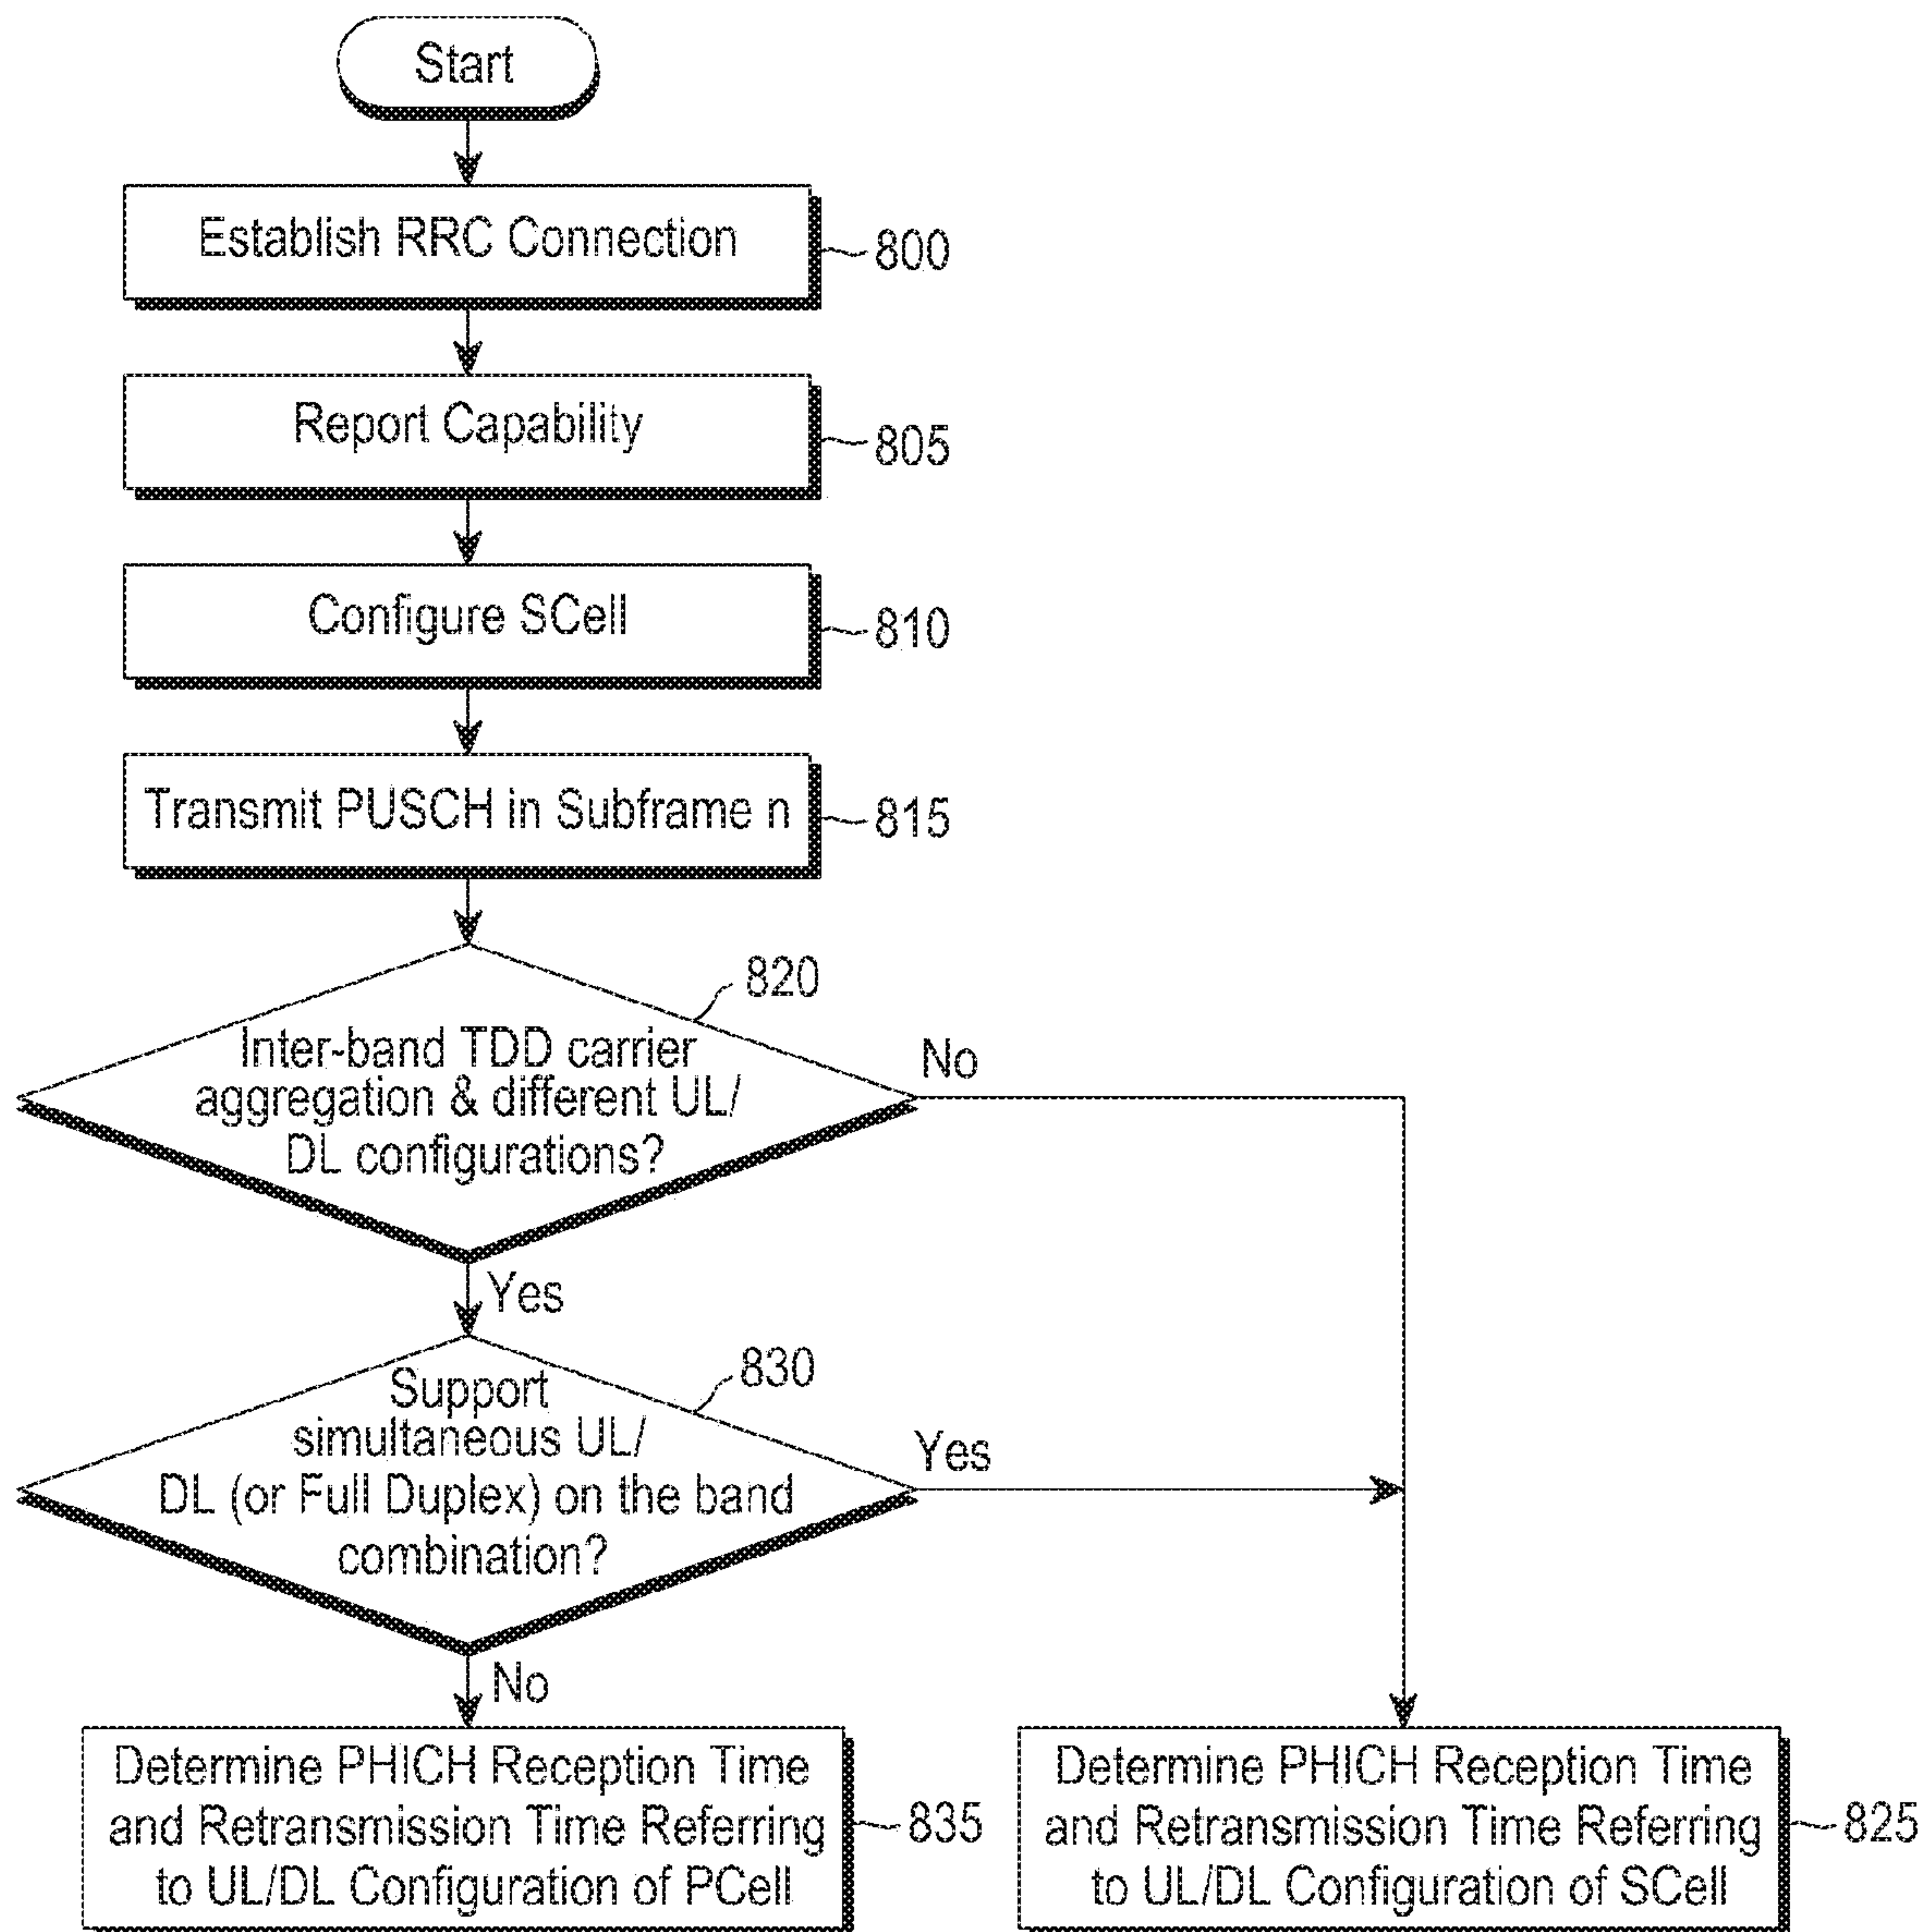 Start
Establish RRC Connection
800
Report Capability
805
Configure SCell
810
Transmit PUSCH in Subframe n
815
820
Inter-band TDD carrier
aggregation & different UL/
DL configurations?
No
Yes
830
Support
simultaneous UL/
DL (or Full Duplex) on the band
combination?
Yes
No
Determine PHICH Reception Time
and Retransmission Time Referring
to UL/DL Configuration of PCell
835
Determine PHICH Reception Time
and Retransmission Time Referring
to UL/DL Configuration of SCell
825